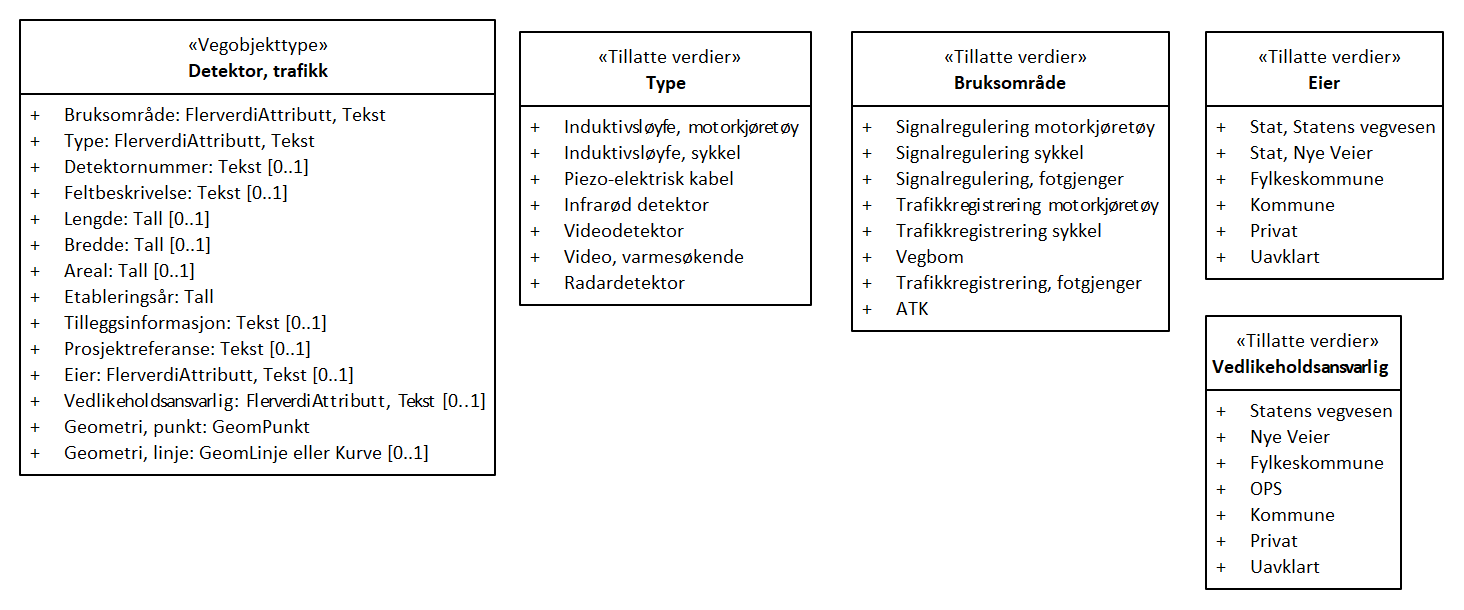 «Vegobjekttype»
Detektor, trafikk
+ Bruksområde: FlerverdiAttributt, Tekst
+ Type: FlerverdiAttributt, Tekst
+ Detektornummer: Tekst [0..1]
+ Feltbeskrivelse: Tekst [0..1]
+ Lengde: Tall [0..1]
+ Bredde: Tall [0..1]
+ Areal: Tall [0..1]
+ Etableringsår: Tall
+ Tilleggsinformasjon: Tekst [0..1]
+ Prosjektreferanse: Tekst [0..1]
+ Eier: FlerverdiAttributt, Tekst [0..1]
+ Vedlikeholdsansvarlig: FlerverdiAttributt, Tekst [0..1]
+ Geometri, punkt: GeomPunkt
+ Geometri, linje: GeomLinje eller Kurve [0..1]
«Tillatte verdier»
Type
+ Induktivsløyfe, motorkjøretøy
+ Induktivsløyfe, sykkel
+ Piezo-elektrisk kabel
+ Infrarød detektor
+ Videodetektor
+ Video, varmesøkende
+ Radardetektor
«Tillatte verdier»
Bruksområde
+ Signalregulering motorkjøretøy
+ Signalregulering sykkel
+ Signalregulering, fotgjenger
+ Trafikkregistrering motorkjøretøy
+ Trafikkregistrering sykkel
+ Vegbom
+ Trafikkregistrering, fotgjenger
+ ATK
«Tillatte verdier»
Eier
+ Stat, Statens vegvesen
+ Stat, Nye Veier
+ Fylkeskommune
+ Kommune
+ Privat
+ Uavklart
«Tillatte verdier»
Vedlikeholdsansvarlig
+ Statens vegvesen
+ Nye Veier
+ Fylkeskommune
+ OPS
+ Kommune
+ Privat
+ Uavklart